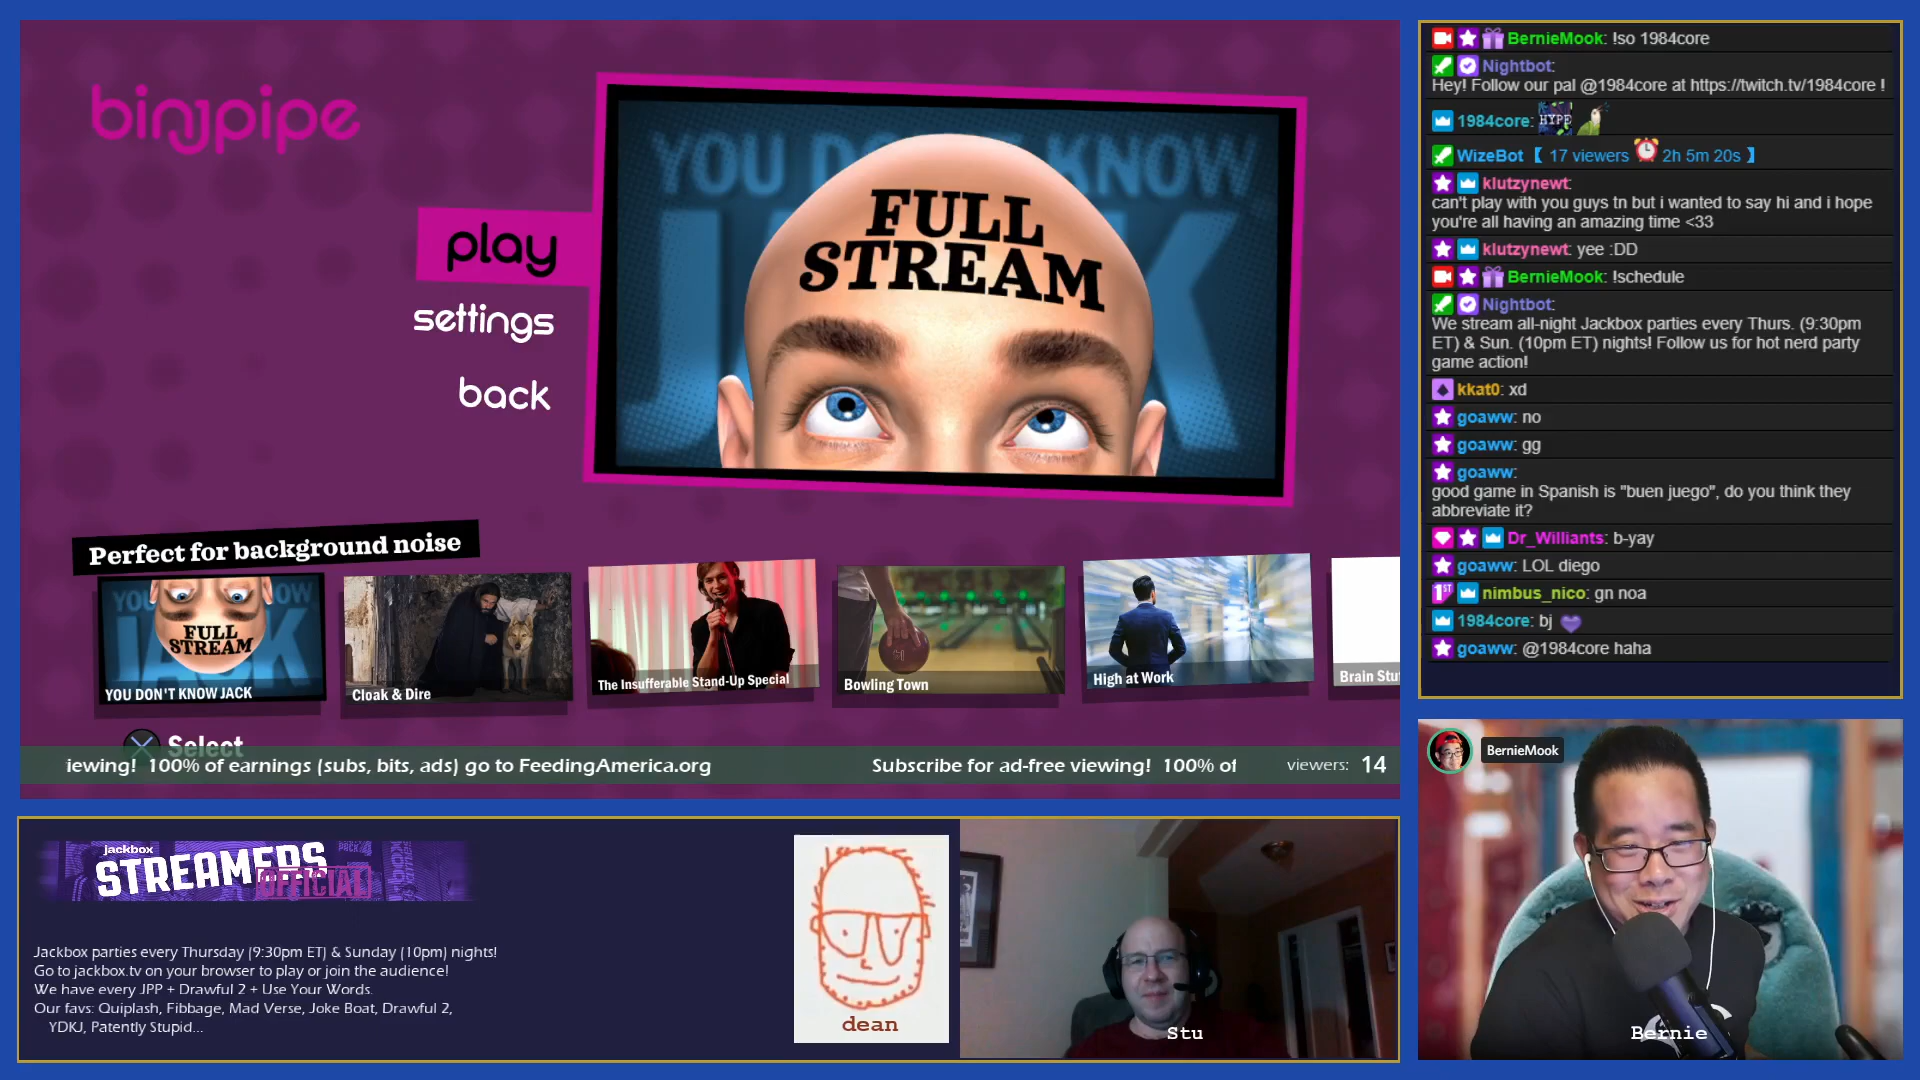 binjpipe
YOU DON'T KNOW
JACK
FULL
STREAM
play
settings
back
Perfect for background noise
FULL
STREAM
YOU DON'T KNOW JACK
Cloak & Dire
The Insufferable Stand-Up Special
Bowling Town
High at Work
Brain Stu
Select
iewing! 100% of earnings (subs, bits, ads) go to FeedingAmerica.org
Subscribe for ad-free viewing! 100% of
viewers: 14
jackbox
STREAMERS
OFFICIAL
Jackbox parties every Thursday (9:30pm ET) & Sunday (10pm) nights!
Go to jackbox.tv on your browser to play or join the audience!
We have every JPP + Drawful 2 + Use Your Words.
Our favs: Quiplash, Fibbage, Mad Verse, Joke Boat, Drawful 2,
YDKJ, Patently Stupid...
dean
Stu
BernieMook: !so 1984core
Nightbot:
Hey! Follow our pal @1984core at https://twitch.tv/1984core !
1984core: HYPE
WizeBot 【 17 viewers 2h 5m 20s 】
klutzynewt:
can't play with you guys tn but i wanted to say hi and i hope
you're all having an amazing time <33
klutzynewt: yee :DD
BernieMook: !schedule
Nightbot:
We stream all-night Jackbox parties every Thurs. (9:30pm
ET) & Sun. (10pm ET) nights! Follow us for hot nerd party
game action!
kkat0: xd
goaww: no
goaww: gg
goaww:
good game in Spanish is "buen juego", do you think they
abbreviate it?
Dr_Williants: b-yay
goaww: LOL diego
1ST nimbus_nico: gn noa
1984core: bj
goaww: @1984core haha
BernieMook
Bernie